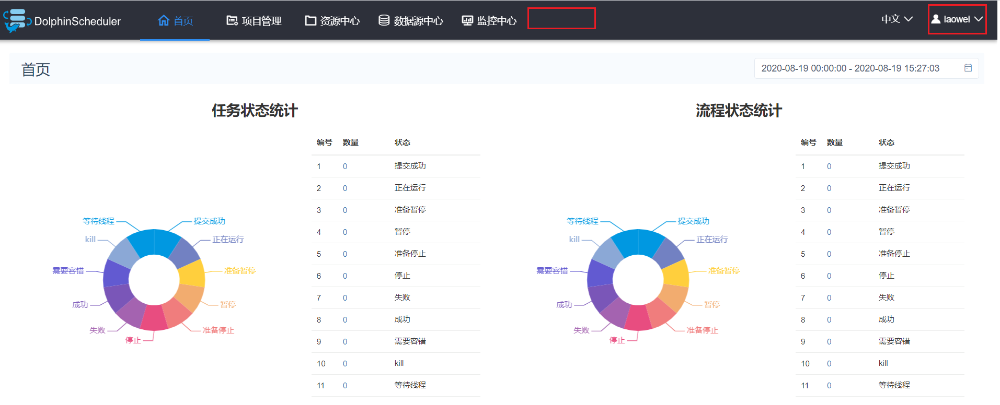 DolphinScheduler 首页 项目管理 资源中心 数据源中心 监控中心 中文 laowei
首页 2020-08-19 00:00:00 - 2020-08-19 15:27:03
任务状态统计
等待线程 提交成功
kill 正在运行
需要容错 准备暂停
成功 暂停
失败 准备停止
停止
编号 数量 状态
1 0 提交成功
2 0 正在运行
3 0 准备暂停
4 0 暂停
5 0 准备停止
6 0 停止
7 0 失败
8 0 成功
9 0 需要容错
10 0 kill
11 0 等待线程
流程状态统计
等待线程 提交成功
kill 正在运行
需要容错 准备暂停
成功 暂停
失败 准备停止
停止
编号 数量 状态
1 0 提交成功
2 0 正在运行
3 0 准备暂停
4 0 暂停
5 0 准备停止
6 0 停止
7 0 失败
8 0 成功
9 0 需要容错
10 0 kill
11 0 等待线程